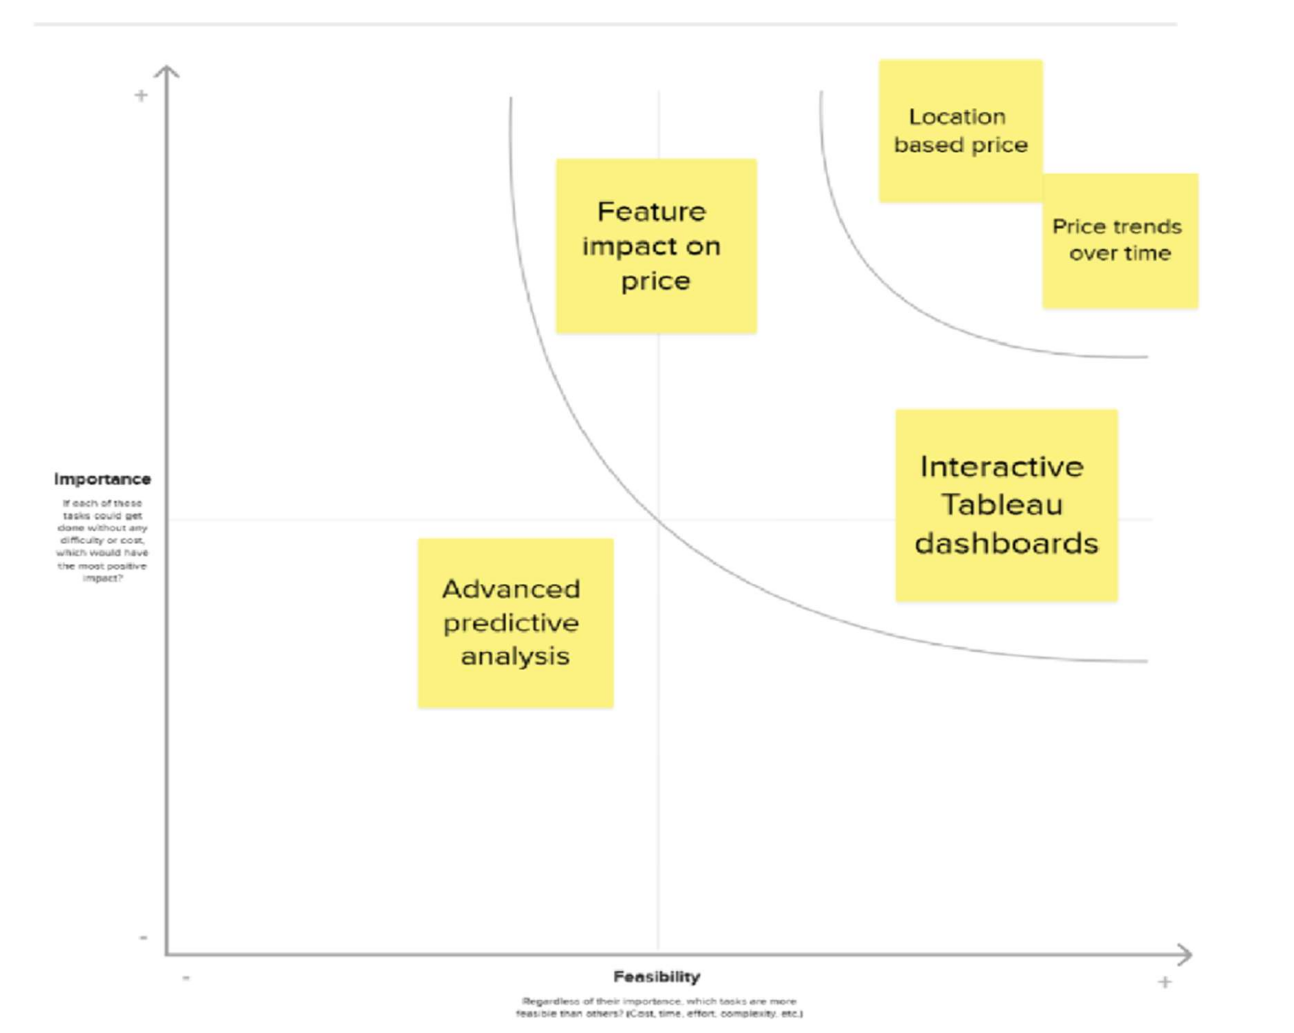 +
Location
based price
Feature
impact on
price
Price trends
over time
Interactive
Tableau
dashboards
Importance
If each of these
tasks could get
done without any
difficulty or cost,
which would have
the most positive
impact?
Advanced
predictive
analysis
-
-
Feasibility
+
Regardless of their importance, which tasks are more
feasible than others? (Cost, time, effort, complexity, etc.)